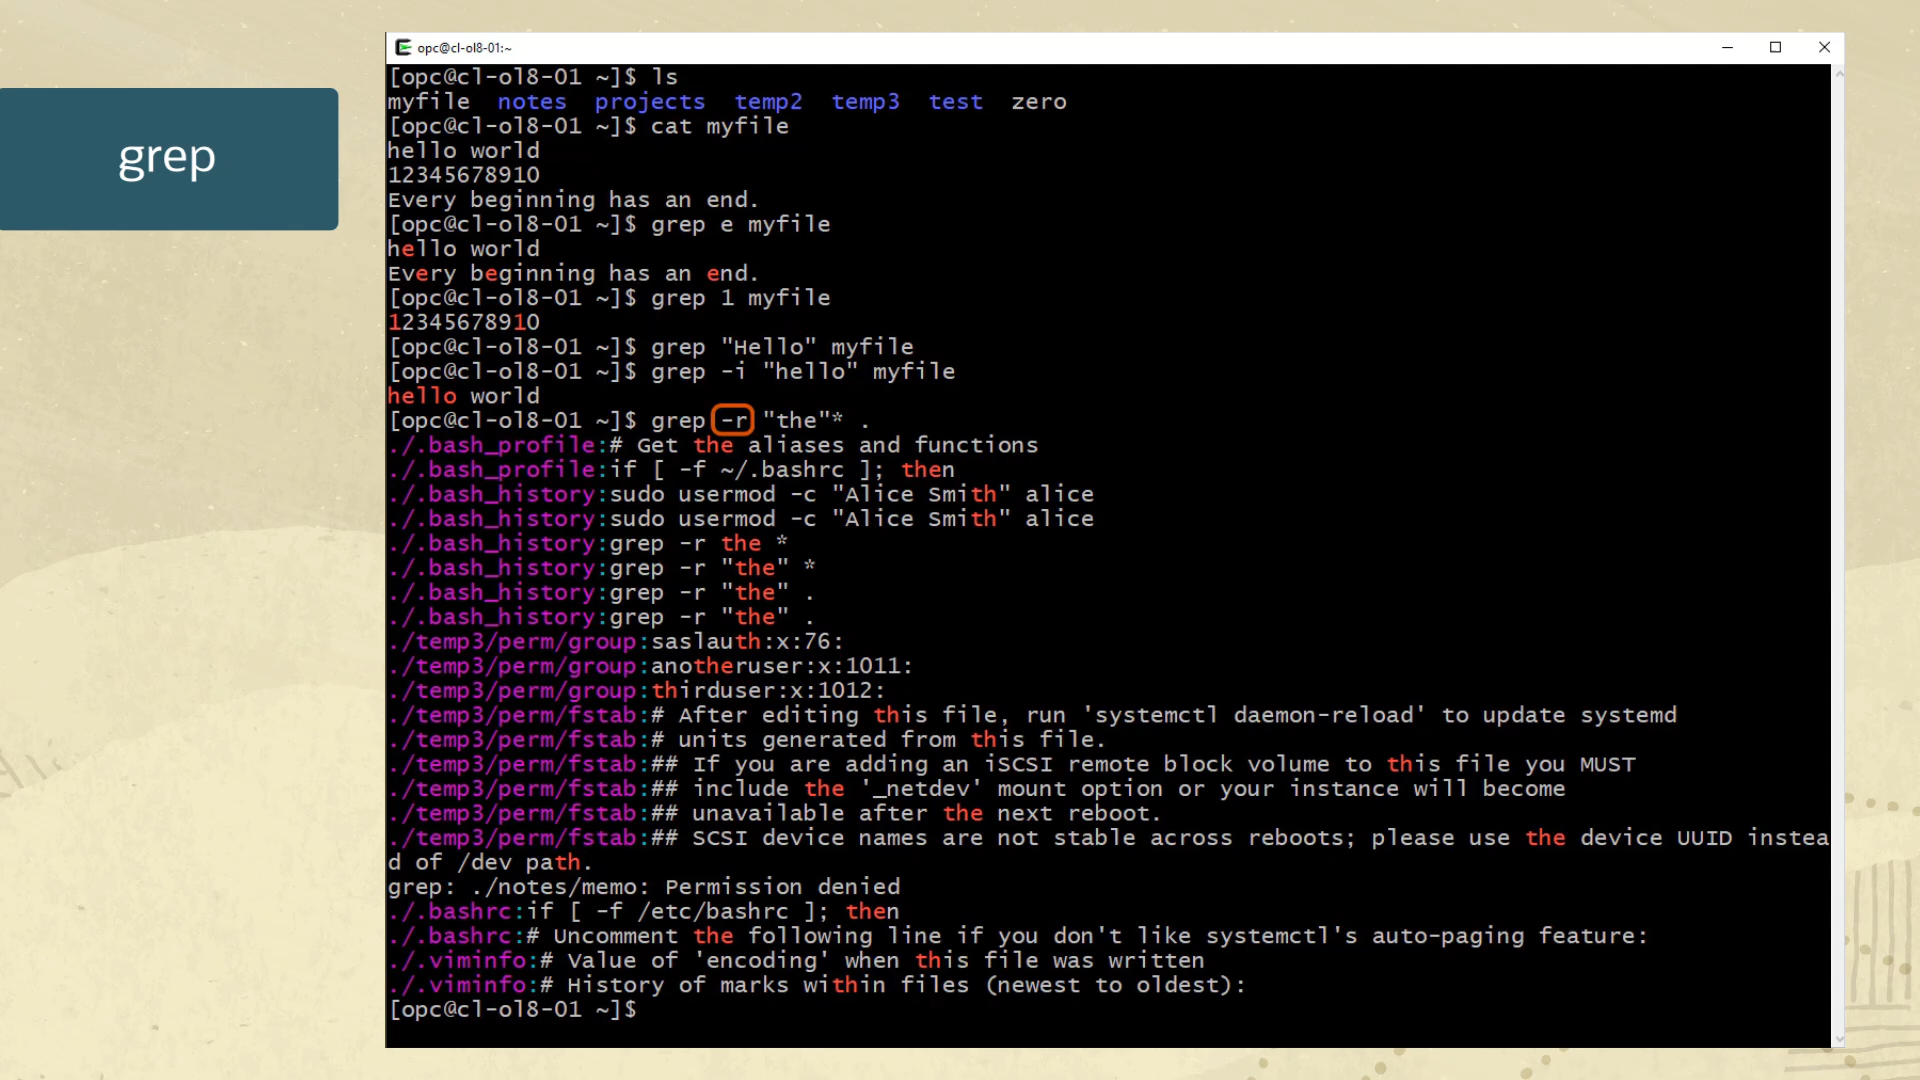 grep
opc@cl-ol8-01:~
[opc@cl-ol8-01 ~]$ ls
myfile  notes  projects  temp2  temp3  test  zero
[opc@cl-ol8-01 ~]$ cat myfile
hello world
12345678910
Every beginning has an end.
[opc@cl-ol8-01 ~]$ grep e myfile
hello world
Every beginning has an end.
[opc@cl-ol8-01 ~]$ grep 1 myfile
12345678910
[opc@cl-ol8-01 ~]$ grep "Hello" myfile
[opc@cl-ol8-01 ~]$ grep -i "hello" myfile
hello world
[opc@cl-ol8-01 ~]$ grep -r "the"* .
./.bash_profile:# Get the aliases and functions
./.bash_profile:if [ -f ~/.bashrc ]; then
./.bash_history:sudo usermod -c "Alice Smith" alice
./.bash_history:sudo usermod -c "Alice Smith" alice
./.bash_history:grep -r the *
./.bash_history:grep -r "the" *
./.bash_history:grep -r "the" .
./.bash_history:grep -r "the" .
./temp3/perm/group:saslauth:x:76:
./temp3/perm/group:anotheruser:x:1011:
./temp3/perm/group:thirduser:x:1012:
./temp3/perm/fstab:# After editing this file, run 'systemctl daemon-reload' to update systemd
./temp3/perm/fstab:# units generated from this file.
./temp3/perm/fstab:## If you are adding an iSCSI remote block volume to this file you MUST
./temp3/perm/fstab:## include the '_netdev' mount option or your instance will become
./temp3/perm/fstab:## unavailable after the next reboot.
./temp3/perm/fstab:## SCSI device names are not stable across reboots; please use the device UUID instea
d of /dev path.
grep: ./notes/memo: Permission denied
./.bashrc:if [ -f /etc/bashrc ]; then
./.bashrc:# Uncomment the following line if you don't like systemctl's auto-paging feature:
./.viminfo:# Value of 'encoding' when this file was written
./.viminfo:# History of marks within files (newest to oldest):
[opc@cl-ol8-01 ~]$